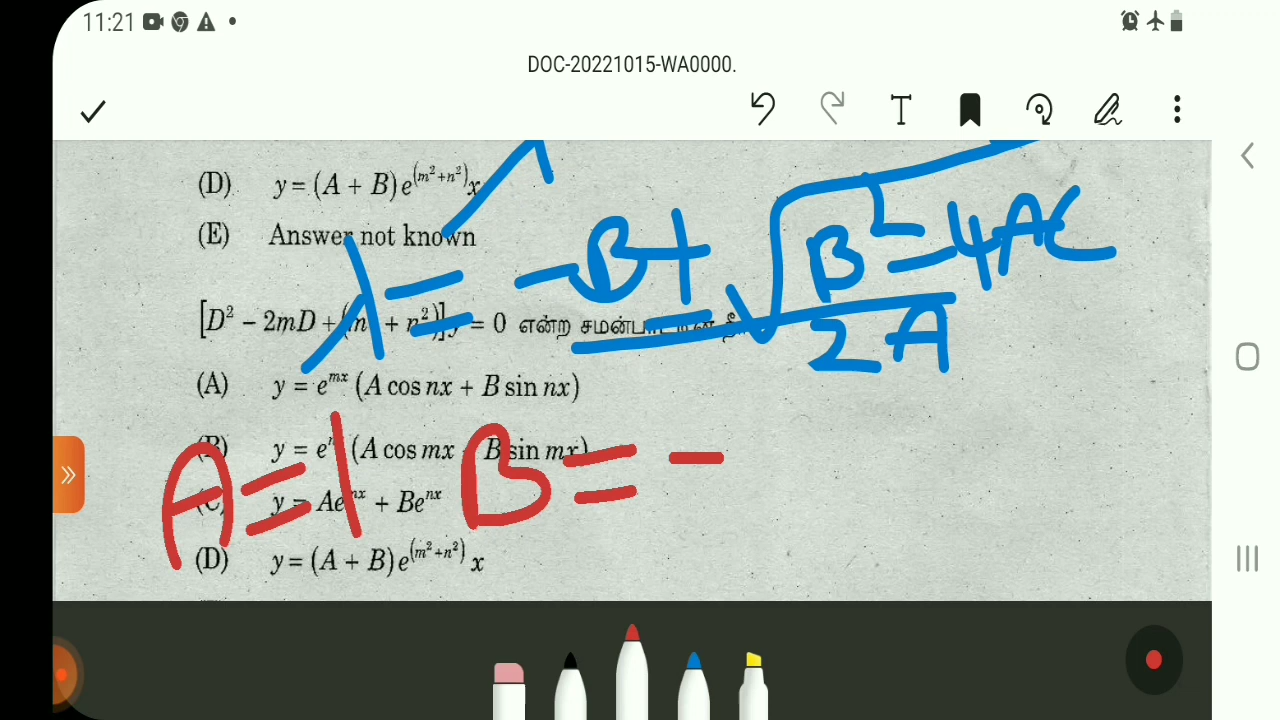 11:21
DOC-20221015-WA0000.
(D) y = (A + B) e^(m² + n²) x
(E) Answer not known
λ = -B ± √B² - 4AC
2A
[D² - 2mD + (m² + n²)] y = 0 என்ற
(A) y = e^mx (A cos nx + B sin nx)
(B) y = e (A cos mx B sin mx)
A = 1 B = -
(C) y = Ae^mx + Be^nx
(D) y = (A + B) e^(m² + n²) x